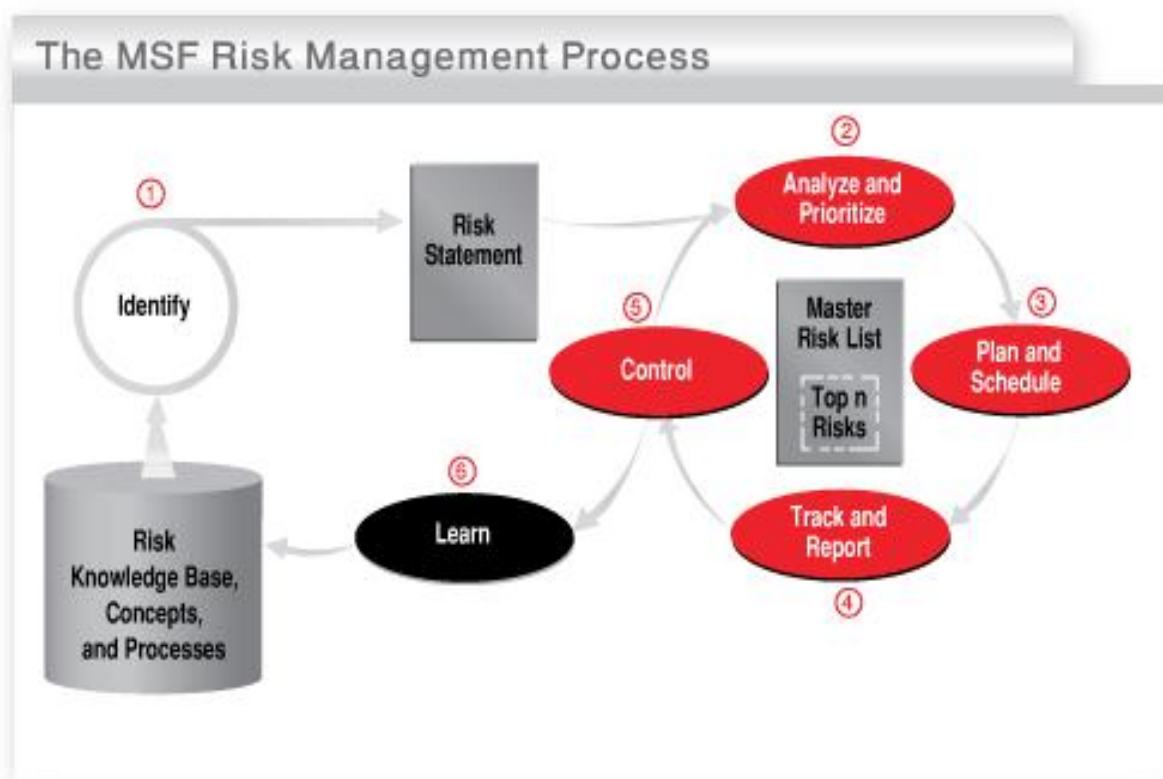 The MSF Risk Management Process
①
Identify
Risk
Statement
②
Analyze and
Prioritize
③
Plan and
Schedule
Master
Risk List
Top n
Risks
④
Track and
Report
⑤
Control
⑥
Learn
Risk
Knowledge Base,
Concepts,
and Processes